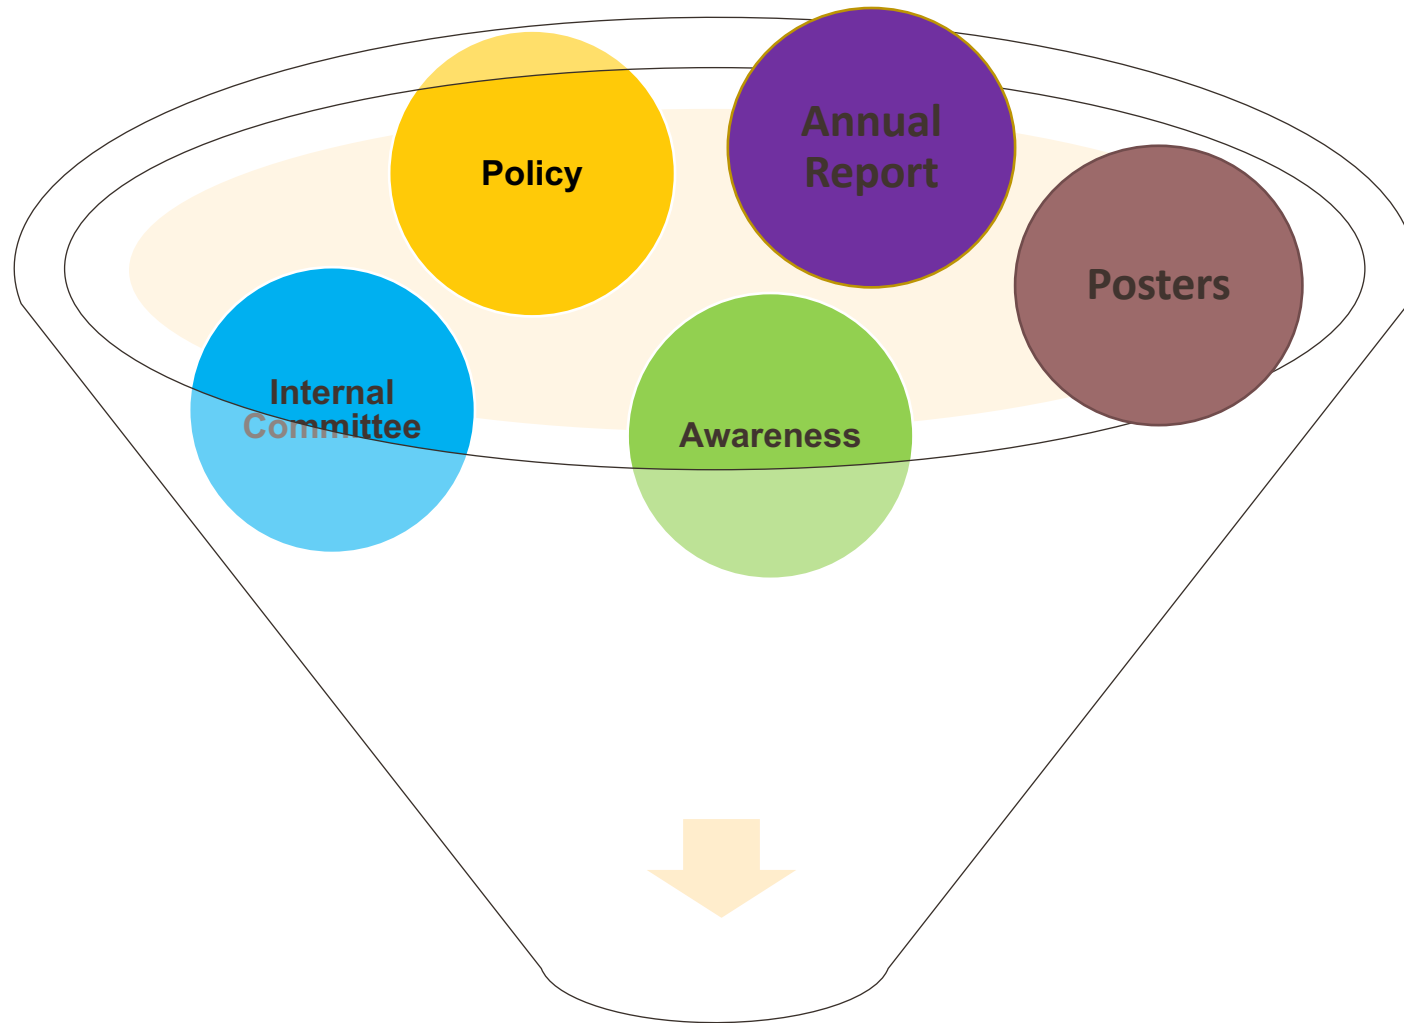 Policy
Annual
Report
Posters
Internal
Committee
Awareness